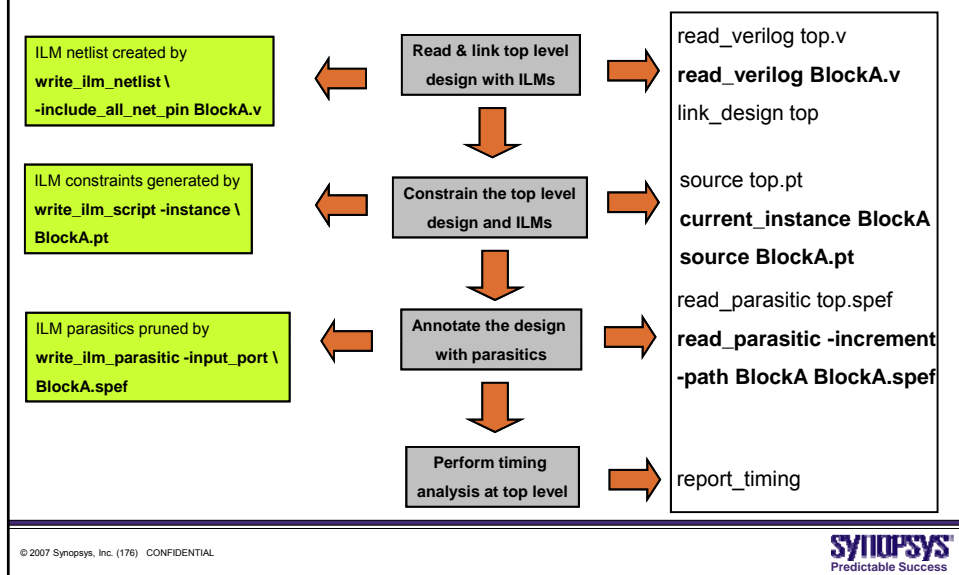 ILM netlist created by
write_ilm_netlist \
-include_all_net_pin BlockA.v
Read & link top level
design with ILMs
read_verilog top.v
read_verilog BlockA.v
link_design top
ILM constraints generated by
write_ilm_script -instance \
BlockA.pt
Constrain the top level
design and ILMs
source top.pt
current_instance BlockA
source BlockA.pt
ILM parasitics pruned by
write_ilm_parasitic -input_port \
BlockA.spef
Annotate the design
with parasitics
read_parasitic top.spef
read_parasitic -increment
-path BlockA BlockA.spef
Perform timing
analysis at top level
report_timing
© 2007 Synopsys, Inc. (176) CONFIDENTIAL
SYNOPSYS®
Predictable Success